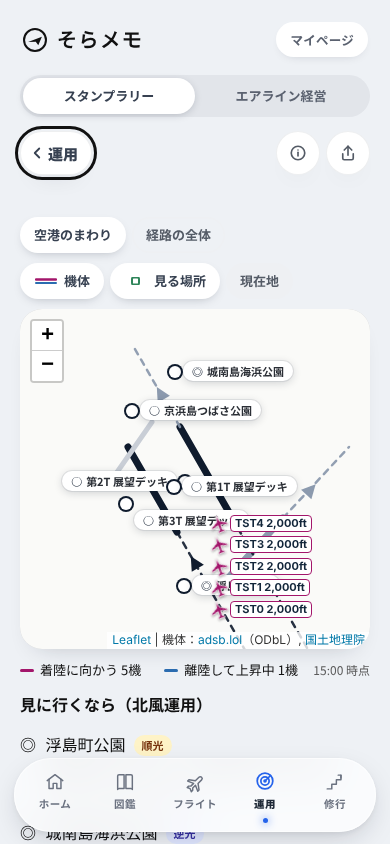 そらメモ
マイページ
スタンプラリー
エアライン経営
運用
空港のまわり
経路の全体
機体
見る場所
現在地
+
−
◎ 城南島海浜公園
〇 京浜島つばさ公園
〇 第2T 展望デッキ
〇 第1T 展望デッキ
〇 第3T 展望デッ
TST4 2,000ft
TST3 2,000ft
TST2 2,000ft
◎ 浮
TST1 2,000ft
TST0 2,000ft
Leaflet | 機体：adsb.lol（ODbL）, 国土地理院
着陸に向かう 5機
離陸して上昇中 1機
15:00 時点
見に行くなら（北風運用）
◎ 浮島町公園 順光
ホーム
図鑑
フライト
運用
修行
◎ 城南島海浜公園 逆光